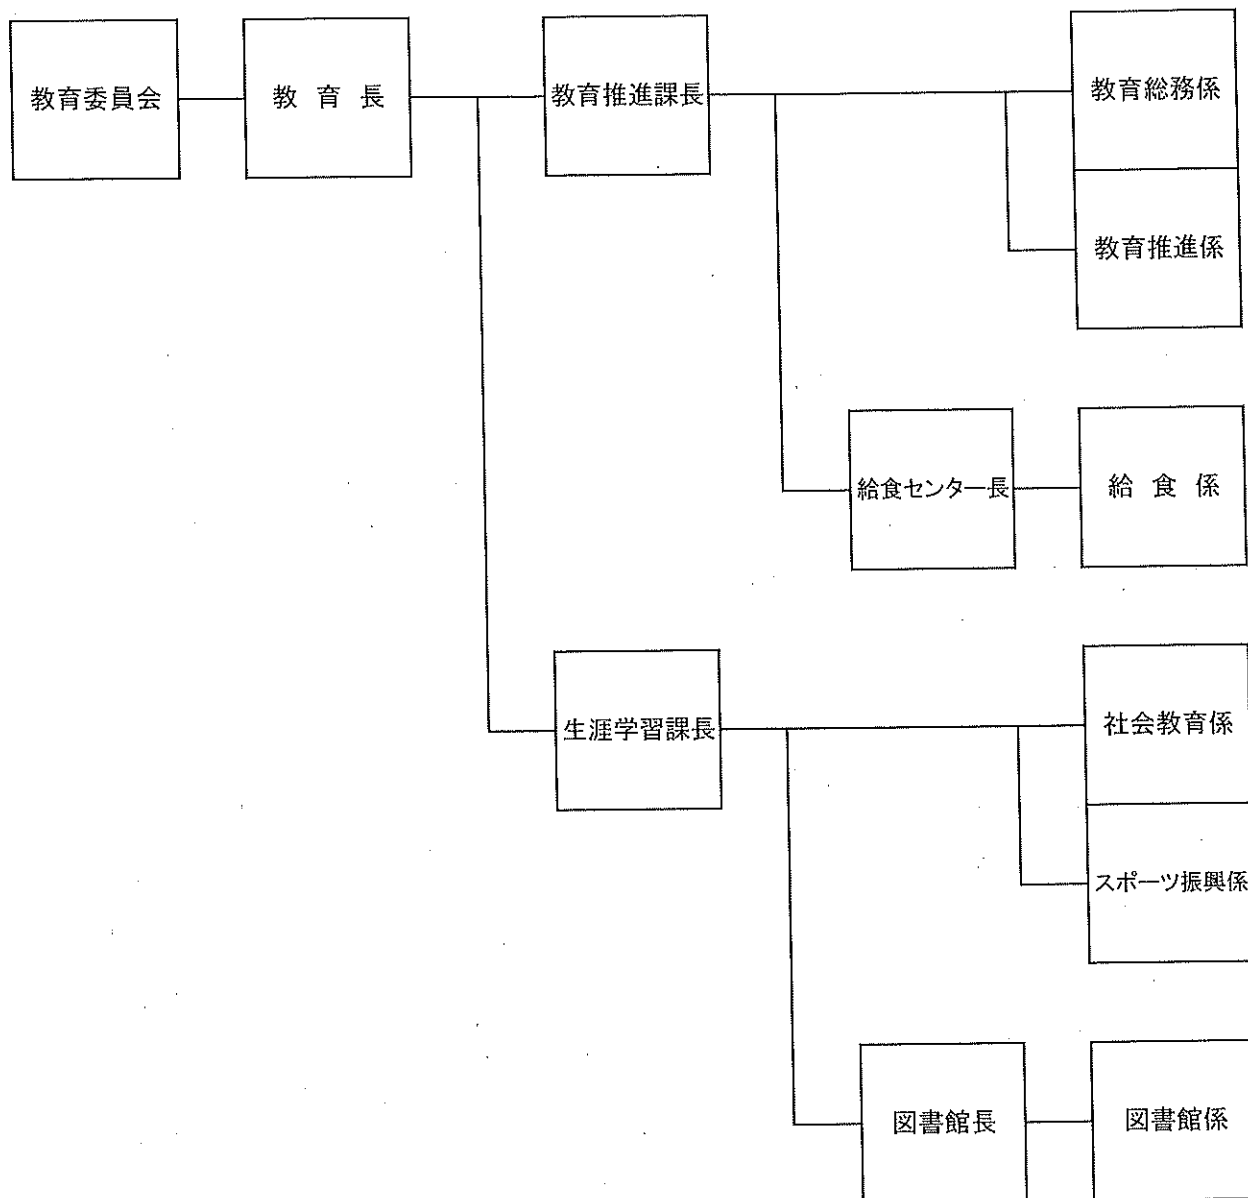 教育委員会
教育長
教育推進課長
教育総務係
教育推進係
給食センター長
給食係
生涯学習課長
社会教育係
スポーツ振興係
図書館長
図書館係